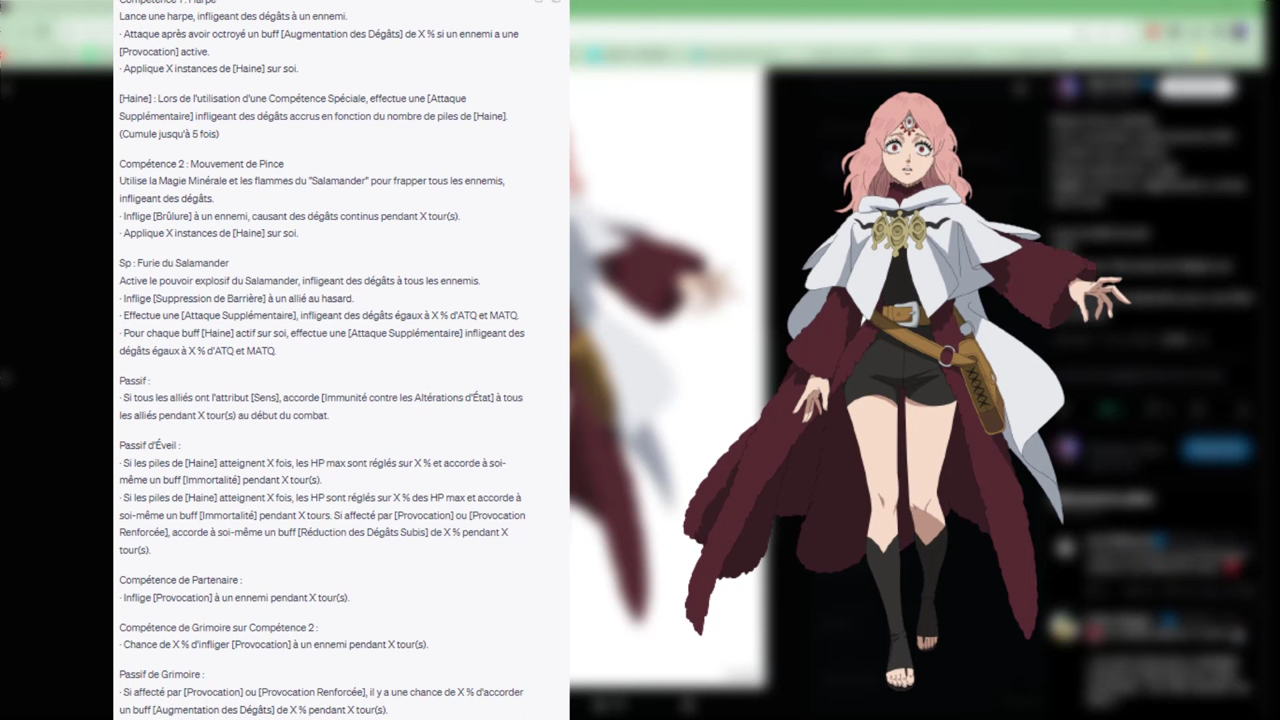 Compétence 1 : Harpe
Lance une harpe, infligeant des dégâts à un ennemi.
· Attaque après avoir octroyé un buff [Augmentation des Dégâts] de X % si un ennemi a une
[Provocation] active.
· Applique X instances de [Haine] sur soi.
[Haine] : Lors de l'utilisation d'une Compétence Spéciale, effectue une [Attaque
Supplémentaire] infligeant des dégâts accrus en fonction du nombre de piles de [Haine].
(Cumule jusqu'à 5 fois)
Compétence 2 : Mouvement de Pince
Utilise la Magie Minérale et les flammes du "Salamander" pour frapper tous les ennemis,
infligeant des dégâts.
· Inflige [Brûlure] à un ennemi, causant des dégâts continus pendant X tour(s).
· Applique X instances de [Haine] sur soi.
Sp : Furie du Salamander
Active le pouvoir explosif du Salamander, infligeant des dégâts à tous les ennemis.
· Inflige [Suppression de Barrière] à un allié au hasard.
· Effectue une [Attaque Supplémentaire], infligeant des dégâts égaux à X % d'ATQ et MATQ.
· Pour chaque buff [Haine] actif sur soi, effectue une [Attaque Supplémentaire] infligeant des
dégâts égaux à X % d'ATQ et MATQ.
Passif :
· Si tous les alliés ont l'attribut [Sens], accorde [Immunité contre les Altérations d'État] à tous
les alliés pendant X tour(s) au début du combat.
Passif d'Éveil :
· Si les piles de [Haine] atteignent X fois, les HP max sont réglés sur X % et accorde à soi-
même un buff [Immortalité] pendant X tour(s).
· Si les piles de [Haine] atteignent X fois, les HP sont réglés sur X % des HP max et accorde à
soi-même un buff [Immortalité] pendant X tours. Si affecté par [Provocation] ou [Provocation
Renforcée], accorde à soi-même un buff [Réduction des Dégâts Subis] de X % pendant X
tour(s).
Compétence de Partenaire :
· Inflige [Provocation] à un ennemi pendant X tour(s).
Compétence de Grimoire sur Compétence 2 :
· Chance de X % d'infliger [Provocation] à un ennemi pendant X tour(s).
Passif de Grimoire :
· Si affecté par [Provocation] ou [Provocation Renforcée], il y a une chance de X % d'accorder
un buff [Augmentation des Dégâts] de X % pendant X tour(s).